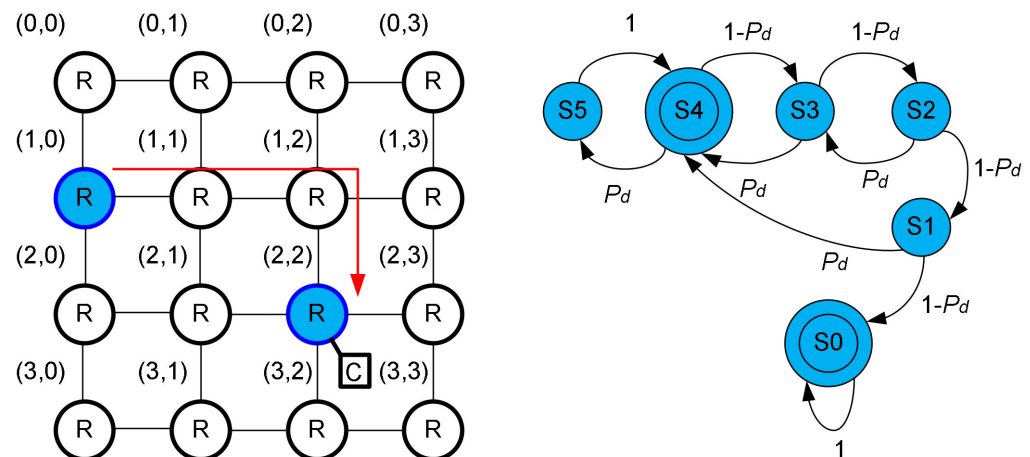 (0,0) (0,1) (0,2) (0,3)
R R R R
(1,0) (1,1) (1,2) (1,3)
R R R R
(2,0) (2,1) (2,2) (2,3)
R R R R
C
(3,0) (3,1) (3,2) (3,3)
R R R R
1 1-Pd 1-Pd
S5 S4 S3 S2
Pd Pd Pd 1-Pd
S1
Pd
1-Pd
S0
1